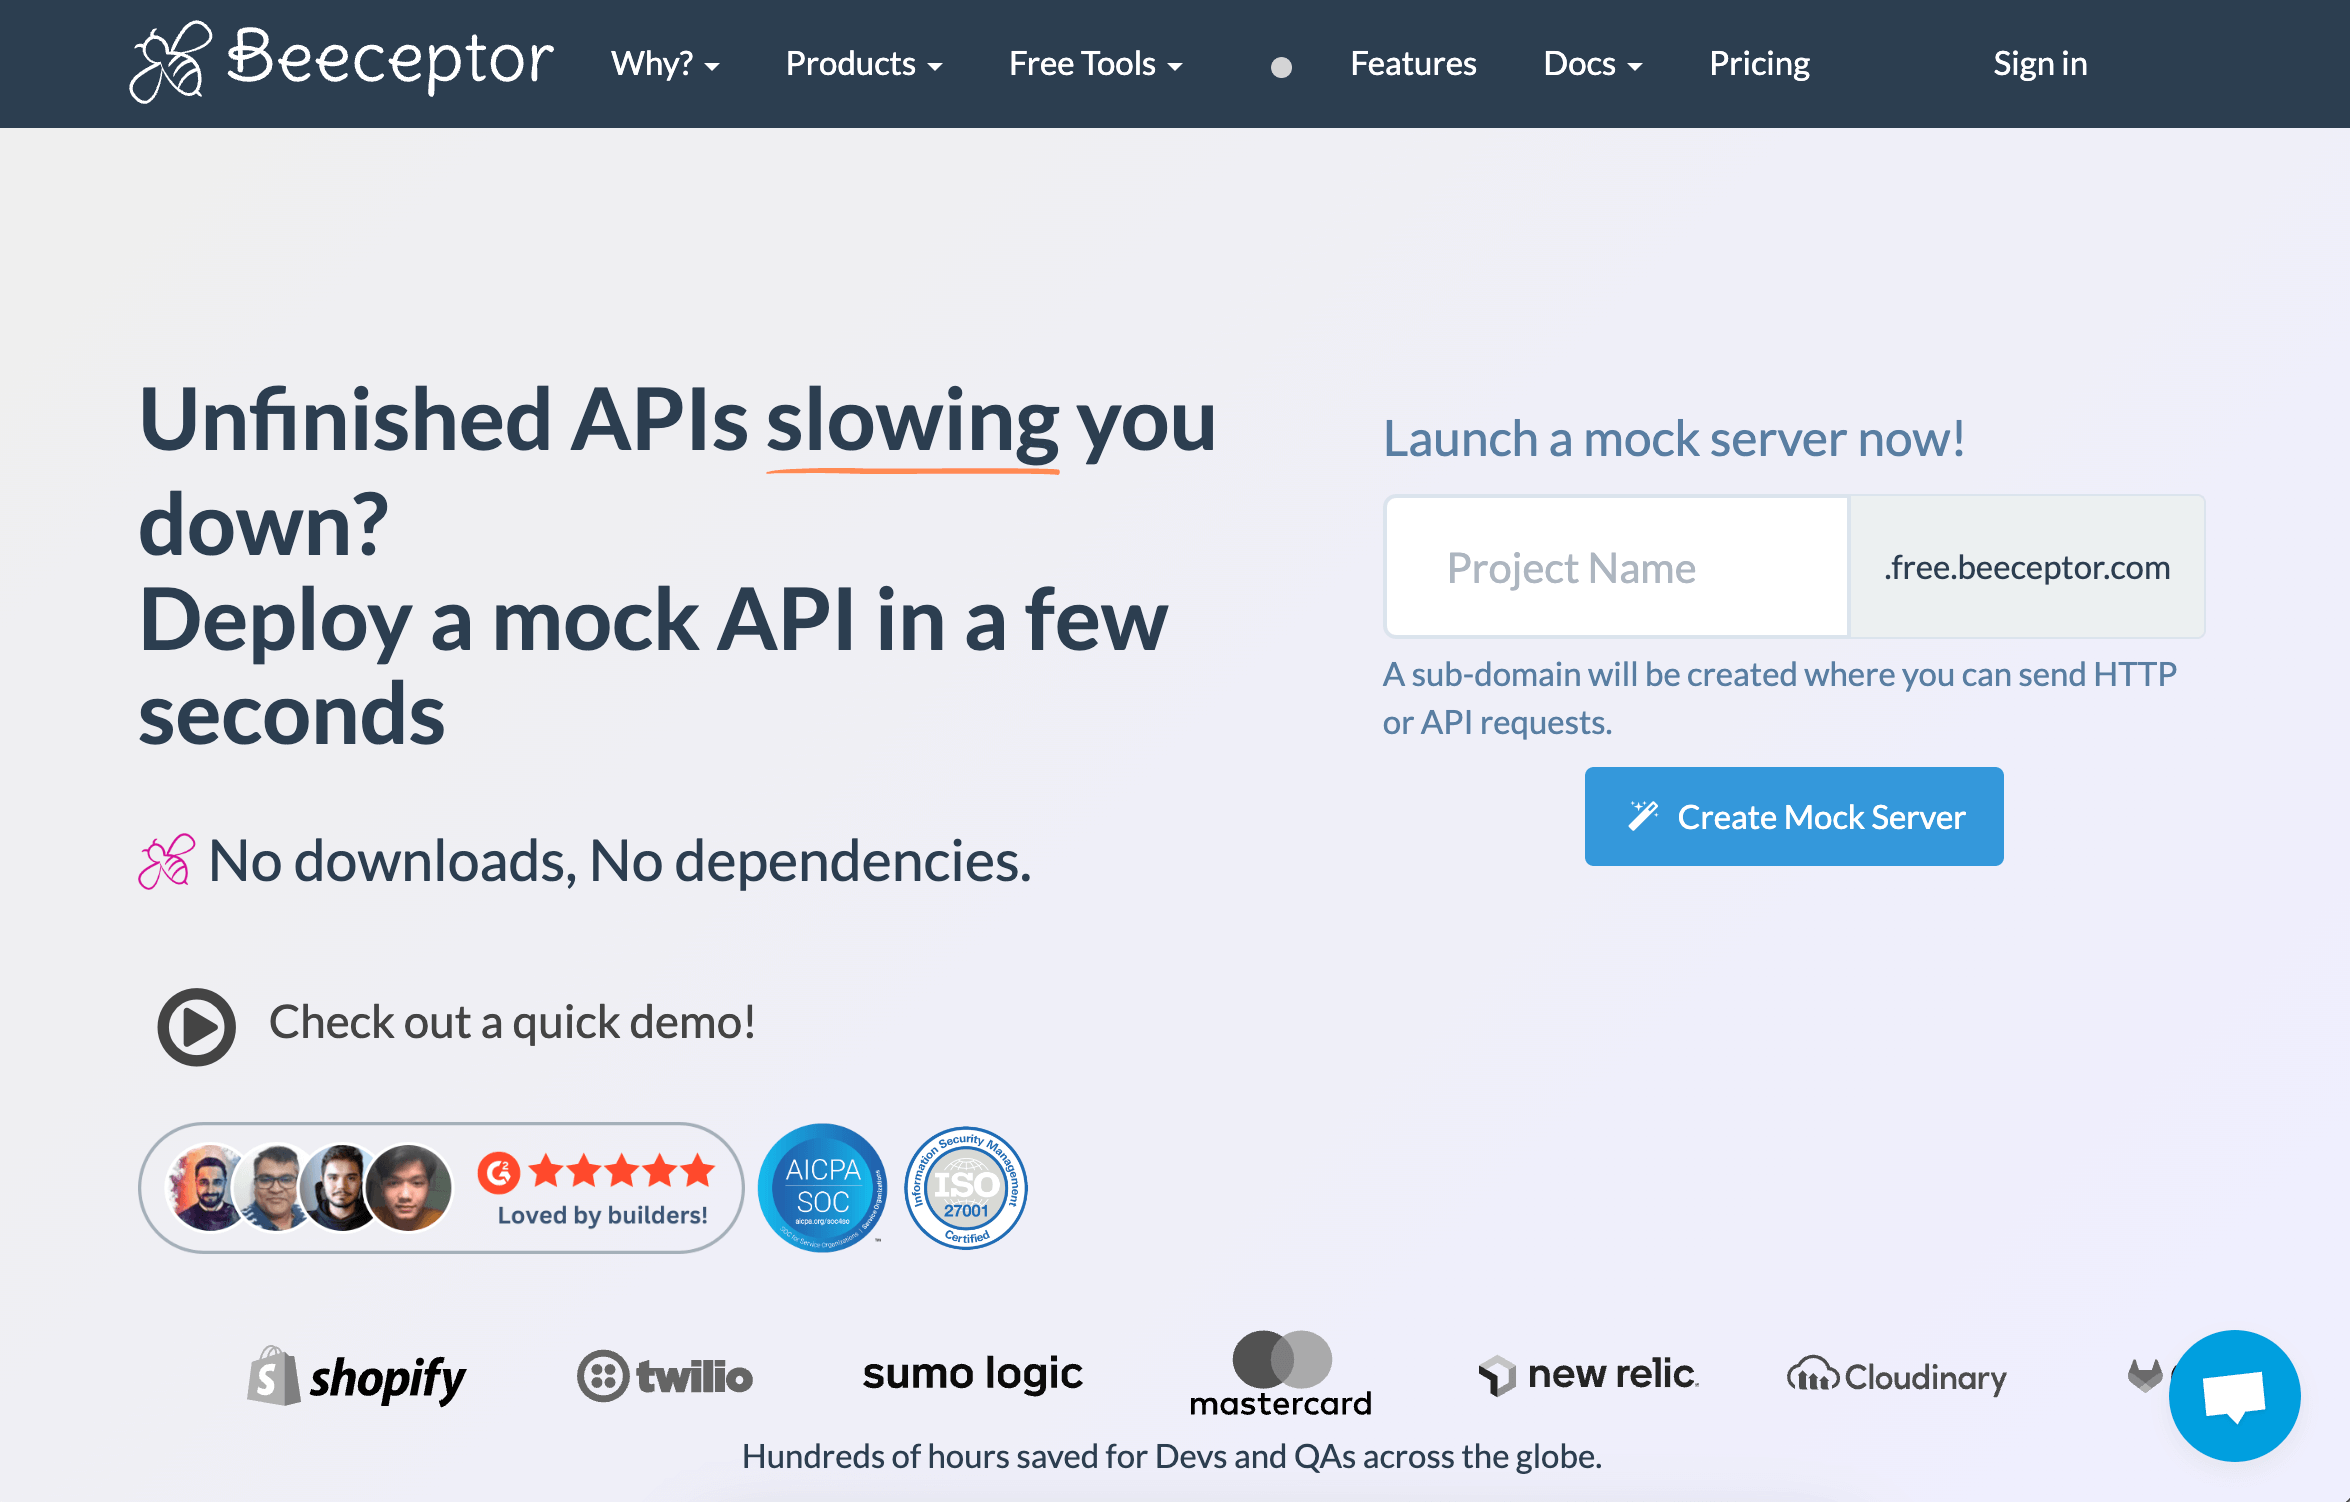 Beeceptor
Why?
Products
Free Tools
Features
Docs
Pricing
Sign in
Unfinished APIs slowing you
down?
Deploy a mock API in a few
seconds
No downloads, No dependencies.
Check out a quick demo!
Loved by builders!
AICPA
SOC
aicpa.org/soc4so
SOC for Service Organizations | Service Organizations
Information Security Management
ISO
27001
Certified
Launch a mock server now!
Project Name
.free.beeceptor.com
A sub-domain will be created where you can send HTTP
or API requests.
Create Mock Server
shopify
twilio
sumo logic
mastercard
new relic
Cloudinary
Hundreds of hours saved for Devs and QAs across the globe.